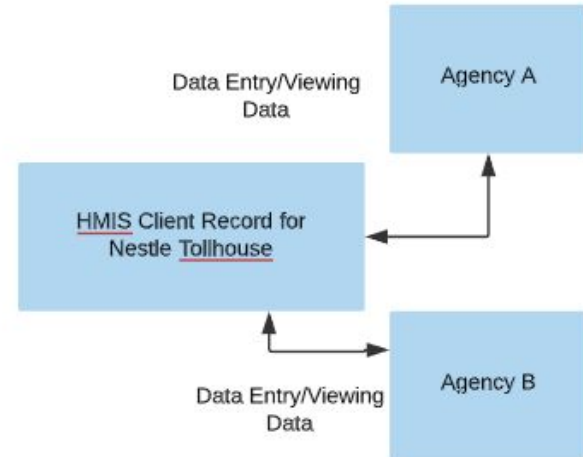 Agency A
Data Entry/Viewing
Data
HMIS Client Record for
Nestle Tollhouse
Agency B
Data Entry/Viewing
Data